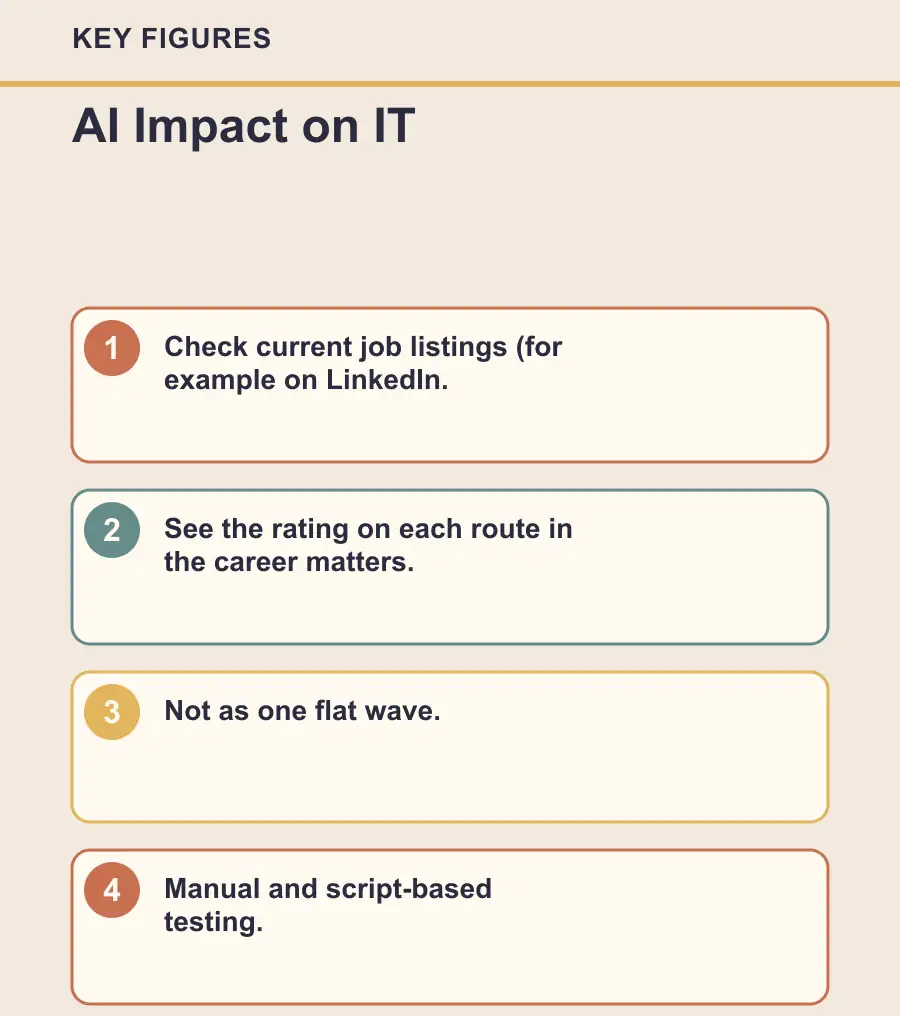 KEY FIGURES
AI Impact on IT
1
Check current job listings (for
example on LinkedIn.
2
See the rating on each route in
the career matters.
3
Not as one flat wave.
4
Manual and script-based
testing.